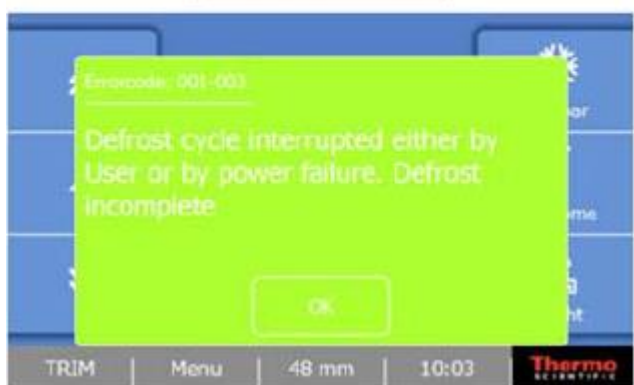 Errorcode: 001-003
Defrost cycle interrupted either by
User or by power failure. Defrost
incomplete
OK
TRIM
Menu
48 mm
10:03
Thermo
SCIENTIFIC